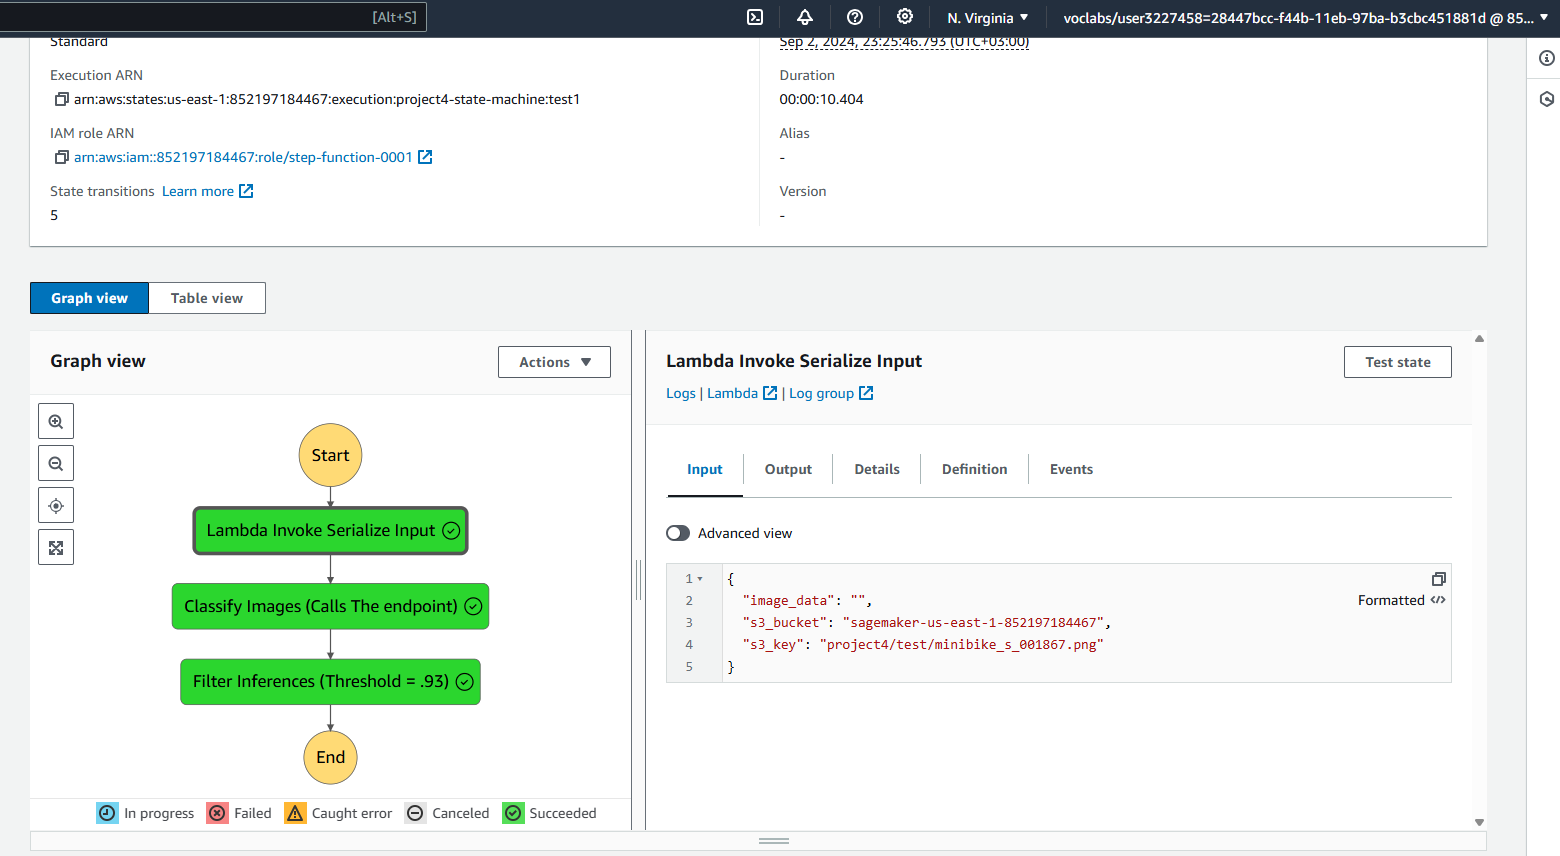 [Alt+S]
N. Virginia
voclabs/user3227458=28447bcc-f44b-11eb-97ba-b3cbc451881d @ 85...
Standard
Sep 2, 2024, 23:25:46.793 (UTC+03:00)
Execution ARN
arn:aws:states:us-east-1:852197184467:execution:project4-state-machine:test1
Duration
00:00:10.404
IAM role ARN
arn:aws:iam::852197184467:role/step-function-0001
Alias
-
State transitions Learn more
5
Version
-
Graph view
Table view
Graph view
Actions
Start
Lambda Invoke Serialize Input
Classify Images (Calls The endpoint)
Filter Inferences (Threshold = .93)
End
In progress
Failed
Caught error
Canceled
Succeeded
Lambda Invoke Serialize Input
Test state
Logs | Lambda | Log group
Input
Output
Details
Definition
Events
Advanced view
Formatted
1 {
2 "image_data": "",
3 "s3_bucket": "sagemaker-us-east-1-852197184467",
4 "s3_key": "project4/test/minibike_s_001867.png"
5 }